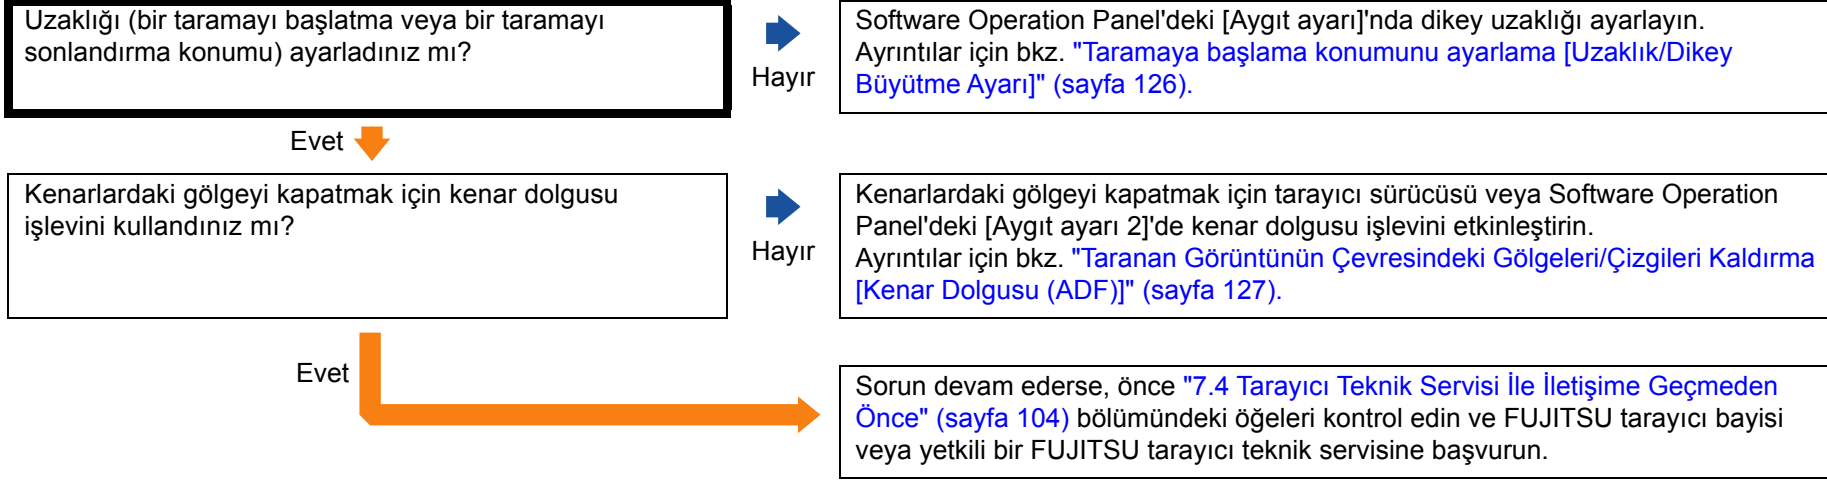 Uzaklığı (bir taramayı başlatma veya bir taramayı
sonlandırma konumu) ayarladınız mı?
Hayır
Software Operation Panel'deki [Aygıt ayarı]'nda dikey uzaklığı ayarlayın.
Ayrıntılar için bkz. "Taramaya başlama konumunu ayarlama [Uzaklık/Dikey
Büyütme Ayarı]" (sayfa 126).
Evet
Kenarlardaki gölgeyi kapatmak için kenar dolgusu
işlevini kullandınız mı?
Hayır
Kenarlardaki gölgeyi kapatmak için tarayıcı sürücüsü veya Software Operation
Panel'deki [Aygıt ayarı 2]'de kenar dolgusu işlevini etkinleştirin.
Ayrıntılar için bkz. "Taranan Görüntünün Çevresindeki Gölgeleri/Çizgileri Kaldırma
[Kenar Dolgusu (ADF)]" (sayfa 127).
Evet
Sorun devam ederse, önce "7.4 Tarayıcı Teknik Servisi İle İletişime Geçmeden
Önce" (sayfa 104) bölümündeki öğeleri kontrol edin ve FUJITSU tarayıcı bayisi
veya yetkili bir FUJITSU tarayıcı teknik servisine başvurun.